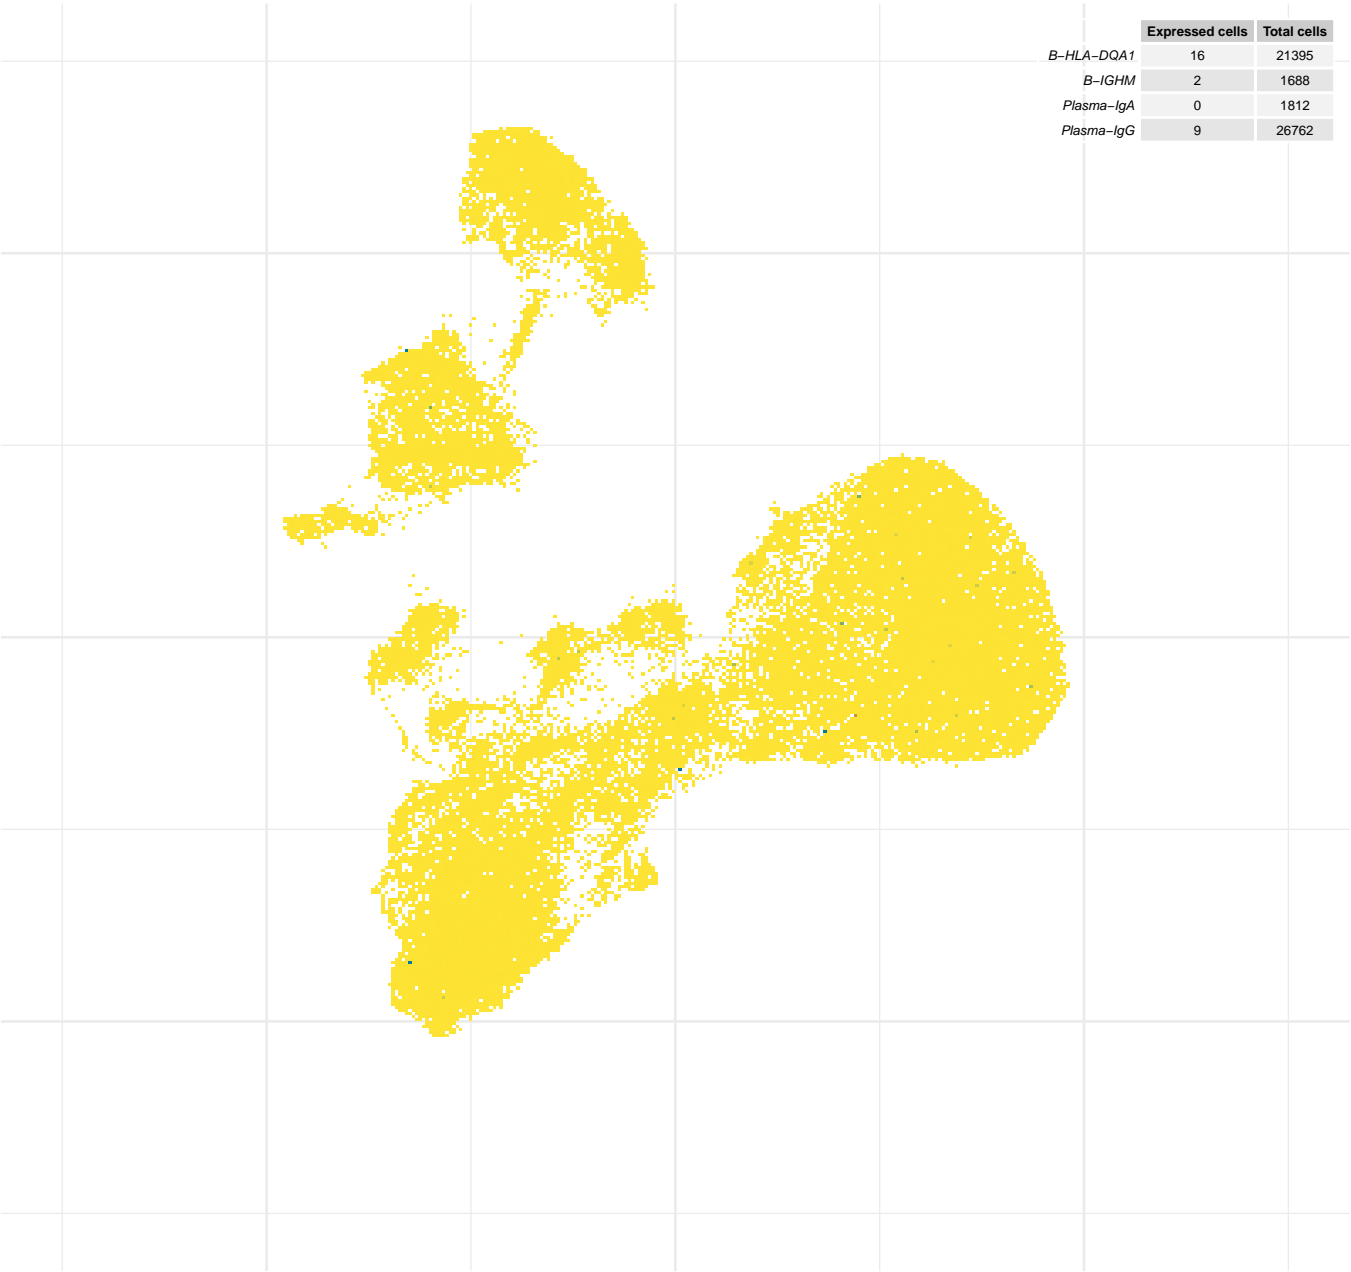 Expressed cells Total cells
B−HLA−DQA1 16 21395
B−IGHM 2 1688
Plasma−IgA 0 1812
Plasma−IgG 9 26762